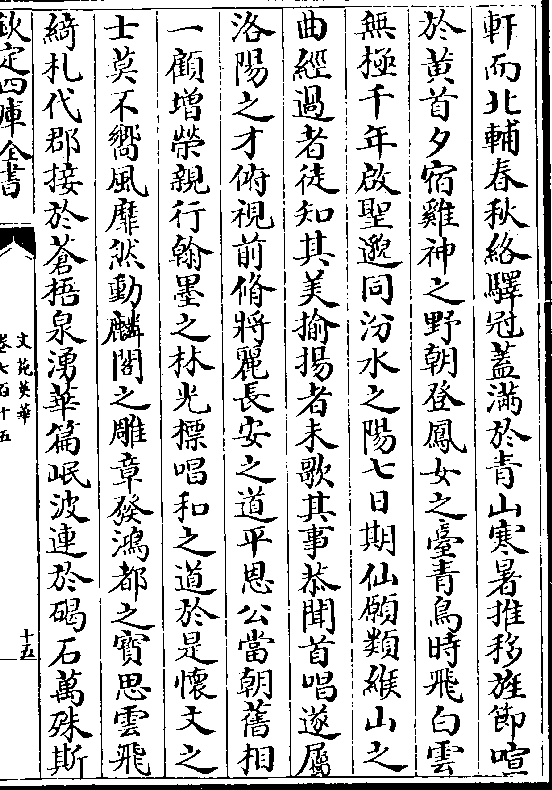 軒而北輔春秋絡驛冠蓋滿於青山寒暑推移旌節喧
於黄首夕宿雞神之野朝登鳳女之臺青鳥時飛白雲
無極千年啟聖邈同汾水之陽七日期仙願類緱山之
曲經過者徒知其美揄揚者未歌其事恭聞首唱遂屬
洛陽之才俯視前脩將麗長安之道平恩公當朝舊相
一顧增榮親行翰墨之林光標唱和之道於是懷文之
士莫不嚮風靡然動麟閣之雕章發鴻都之寳思雲飛
綺札代郡接於蒼梧泉湧華篇岷波連於碣石萬殊斯
欽定四庫全書
文苑英華
卷七百十五
十五